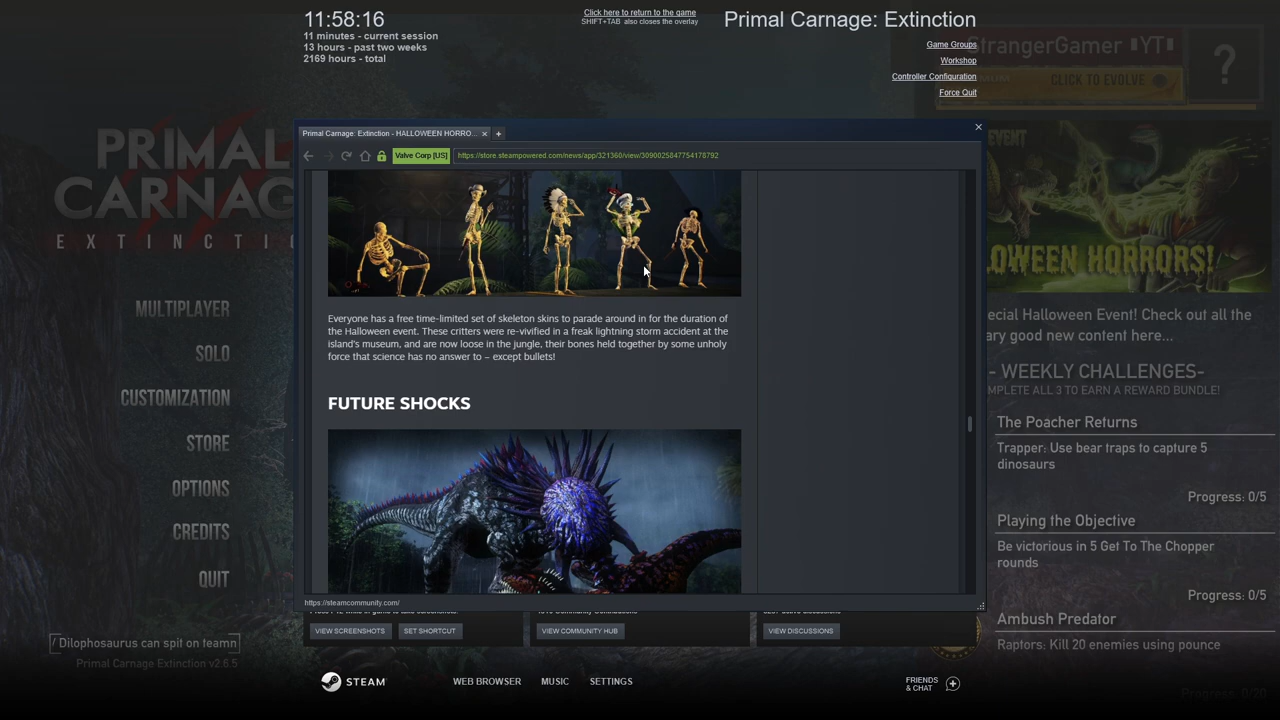 11:58:16
11 minutes - current session
13 hours - past two weeks
2169 hours - total
Click here to return to the game
SHIFT+TAB also closes the overlay
Primal Carnage: Extinction
Game Groups
Workshop
Controller Configuration
Force Quit
StrangerGamer ▮YT▮
CLICK TO EVOLVE
?
PRIMAL
CARNAG
EXTINCTI
MULTIPLAYER
SOLO
CUSTOMIZATION
STORE
OPTIONS
CREDITS
QUIT
/ Dilophosaurus can spit on teamn
Primal Carnage Extinction v2.6.5
Primal Carnage: Extinction - HALLOWEEN HORRO...
Valve Corp [US]
https://store.steampowered.com/news/app/321360/view/3090025847754178792
Everyone has a free time-limited set of skeleton skins to parade around in for the duration of
the Halloween event. These critters were re-vivified in a freak lightning storm accident at the
island's museum, and are now loose in the jungle, their bones held together by some unholy
force that science has no answer to – except bullets!
FUTURE SHOCKS
https://steamcommunity.com/
VIEW SCREENSHOTS
SET SHORTCUT
VIEW COMMUNITY HUB
VIEW DISCUSSIONS
STEAM
WEB BROWSER
MUSIC
SETTINGS
FRIENDS
& CHAT
EVENT
LOWEEN HORRORS!
ecial Halloween Event! Check out all the
ary good new content here...
- WEEKLY CHALLENGES-
MPLETE ALL 3 TO EARN A REWARD BUNDLE!
The Poacher Returns
Trapper: Use bear traps to capture 5
dinosaurs
Progress: 0/5
Playing the Objective
Be victorious in 5 Get To The Chopper
rounds
Progress: 0/5
Ambush Predator
Raptors: Kill 20 enemies using pounce
Progress: 0/20